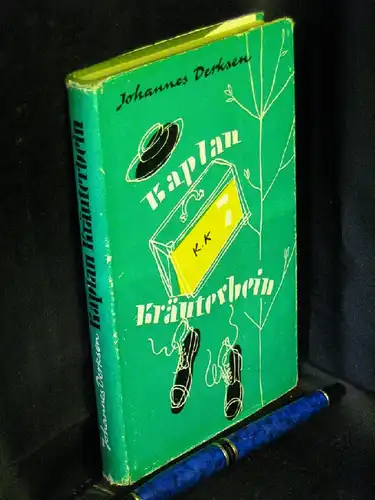 Johannes Derksen
Kaplan
K.K
Kräuterbein
Johannes Derksen Kaplan Kräuterbein